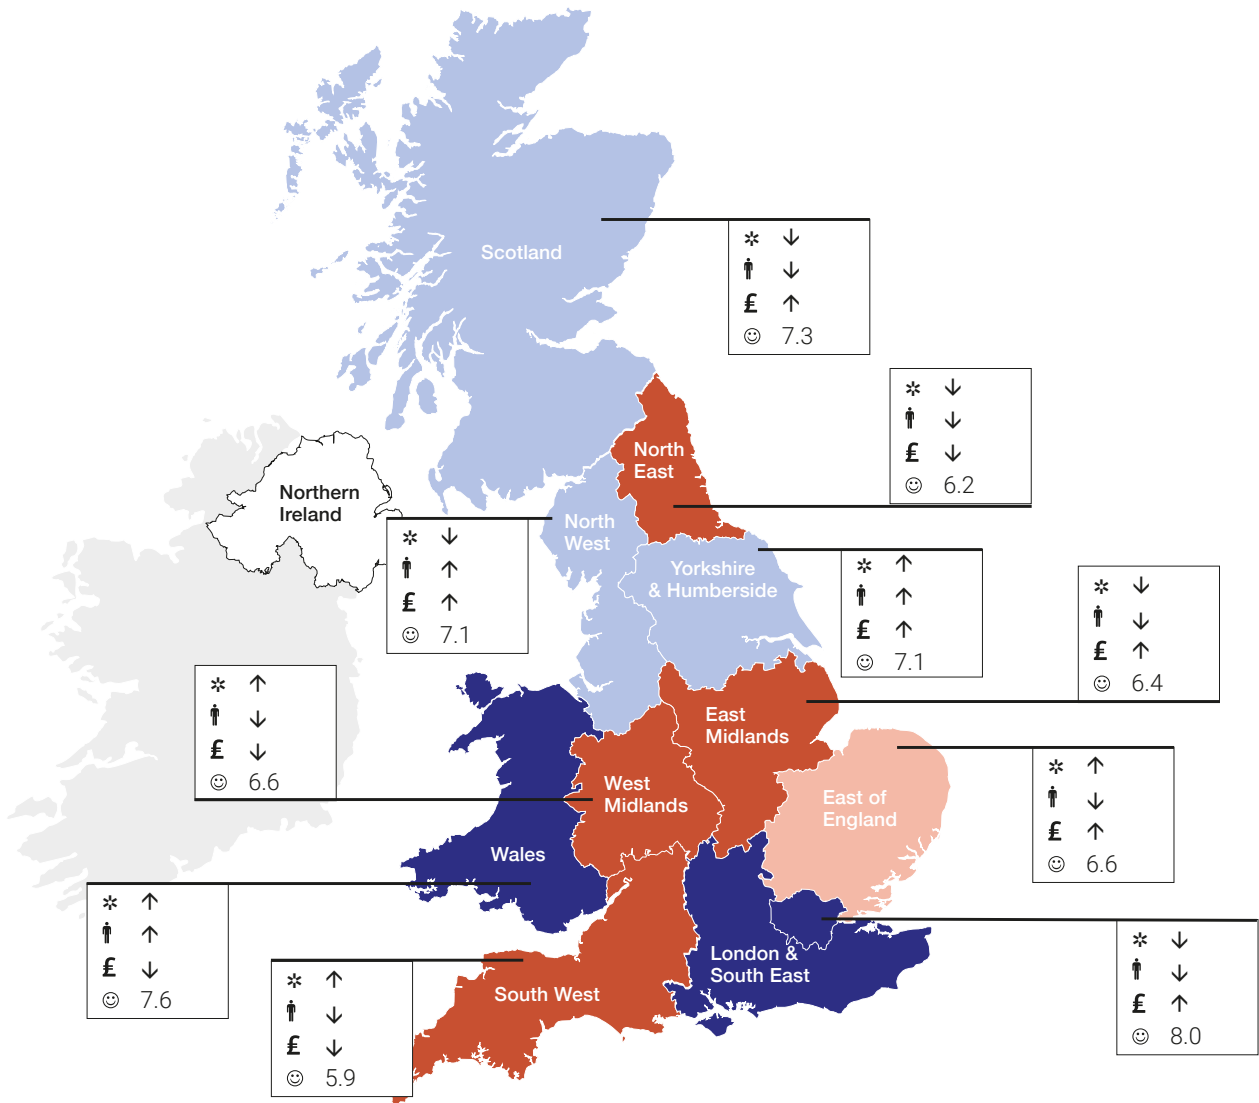 Scotland
✲ ↓
↓
£ ↑
☺ 7.3
✲ ↓
↓
£ ↓
☺ 6.2
North
East
Northern
Ireland
North
West
✲ ↓
↑
£ ↑
☺ 7.1
Yorkshire
& Humberside
✲ ↑
↑
£ ↑
☺ 7.1
✲ ↓
↓
£ ↑
☺ 6.4
✲ ↑
↓
£ ↓
☺ 6.6
East
Midlands
West
Midlands
East of
England
✲ ↑
↓
£ ↑
☺ 6.6
Wales
✲ ↑
↑
£ ↓
☺ 7.6
London &
South East
✲ ↓
↓
£ ↑
☺ 8.0
South West
✲ ↑
↓
£ ↓
☺ 5.9